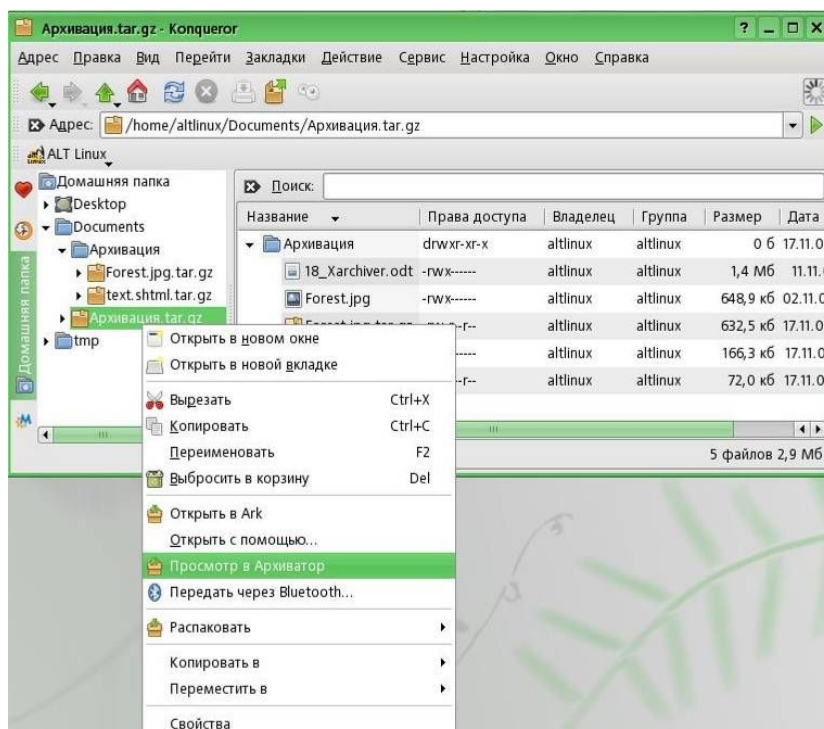 Архивация.tar.gz - Konqueror
Адрес Правка Вид Перейти Закладки Действие Сервис Настройка Окно Справка
Адрес: /home/altlinux/Documents/Архивация.tar.gz
ALT Linux
Домашняя папка
Домашняя папка
Desktop
Documents
Архивация
Forest.jpg.tar.gz
text.shtml.tar.gz
Архивация.tar.gz
tmp
Поиск:
Название Права доступа Владелец Группа Размер Дата
Архивация drwxr-xr-x altlinux altlinux 0 б 17.11.0
18_Xarchiver.odt -rwx------ altlinux altlinux 1,4 Мб 11.11.
Forest.jpg -rwx------ altlinux altlinux 648,9 кб 02.11.0
altlinux altlinux 632,5 кб 17.11.0
altlinux altlinux 166,3 кб 17.11.0
altlinux altlinux 72,0 кб 17.11.0
5 файлов 2,9 Мб
Открыть в новом окне
Открыть в новой вкладке
Вырезать Ctrl+X
Копировать Ctrl+C
Переименовать F2
Выбросить в корзину Del
Открыть в Ark
Открыть с помощью...
Просмотр в Архиватор
Передать через Bluetooth...
Распаковать
Копировать в
Переместить в
Свойства